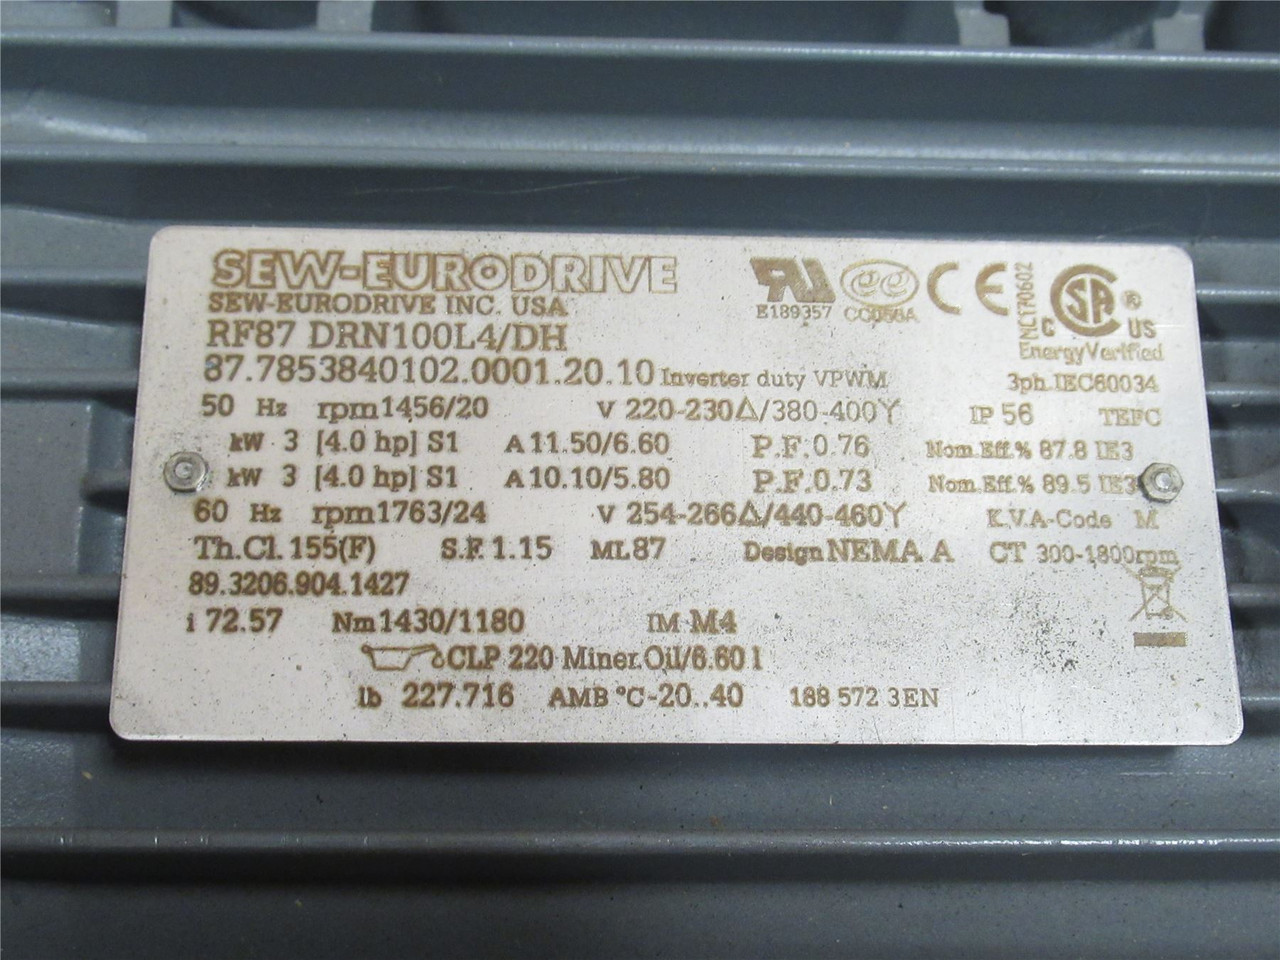 SEW-EURODRIVE
SEW-EURODRIVE INC. USA
RF87 DRN100L4/DH
87.7853840102.0001.20.10 Inverter duty VPWM
E189357 CC056A
NC1P0602
C US
EnergyVerified
3ph.IEC60034
50 Hz rpm1456/20 V 220-230△/380-400Y IP 56 TEFC
kW 3 [4.0 hp] S1 A11.50/6.60 P.F.0.76 Nom.Eff.% 87.8 IE3
kW 3 [4.0 hp] S1 A10.10/5.80 P.F.0.73 Nom.Eff.% 89.5 IE3
60 Hz rpm1763/24 V 254-266△/440-460Y K.V.A-Code M
Th.Cl.155(F) S.F.1.15 ML87 Design NEMA A CT 300-1800rpm
89.3206.904.1427
i 72.57 Nm1430/1180 IM M4
CLP 220 Miner.Oil/6.60 l
lb 227.716 AMB °C-20..40 188 572 3EN